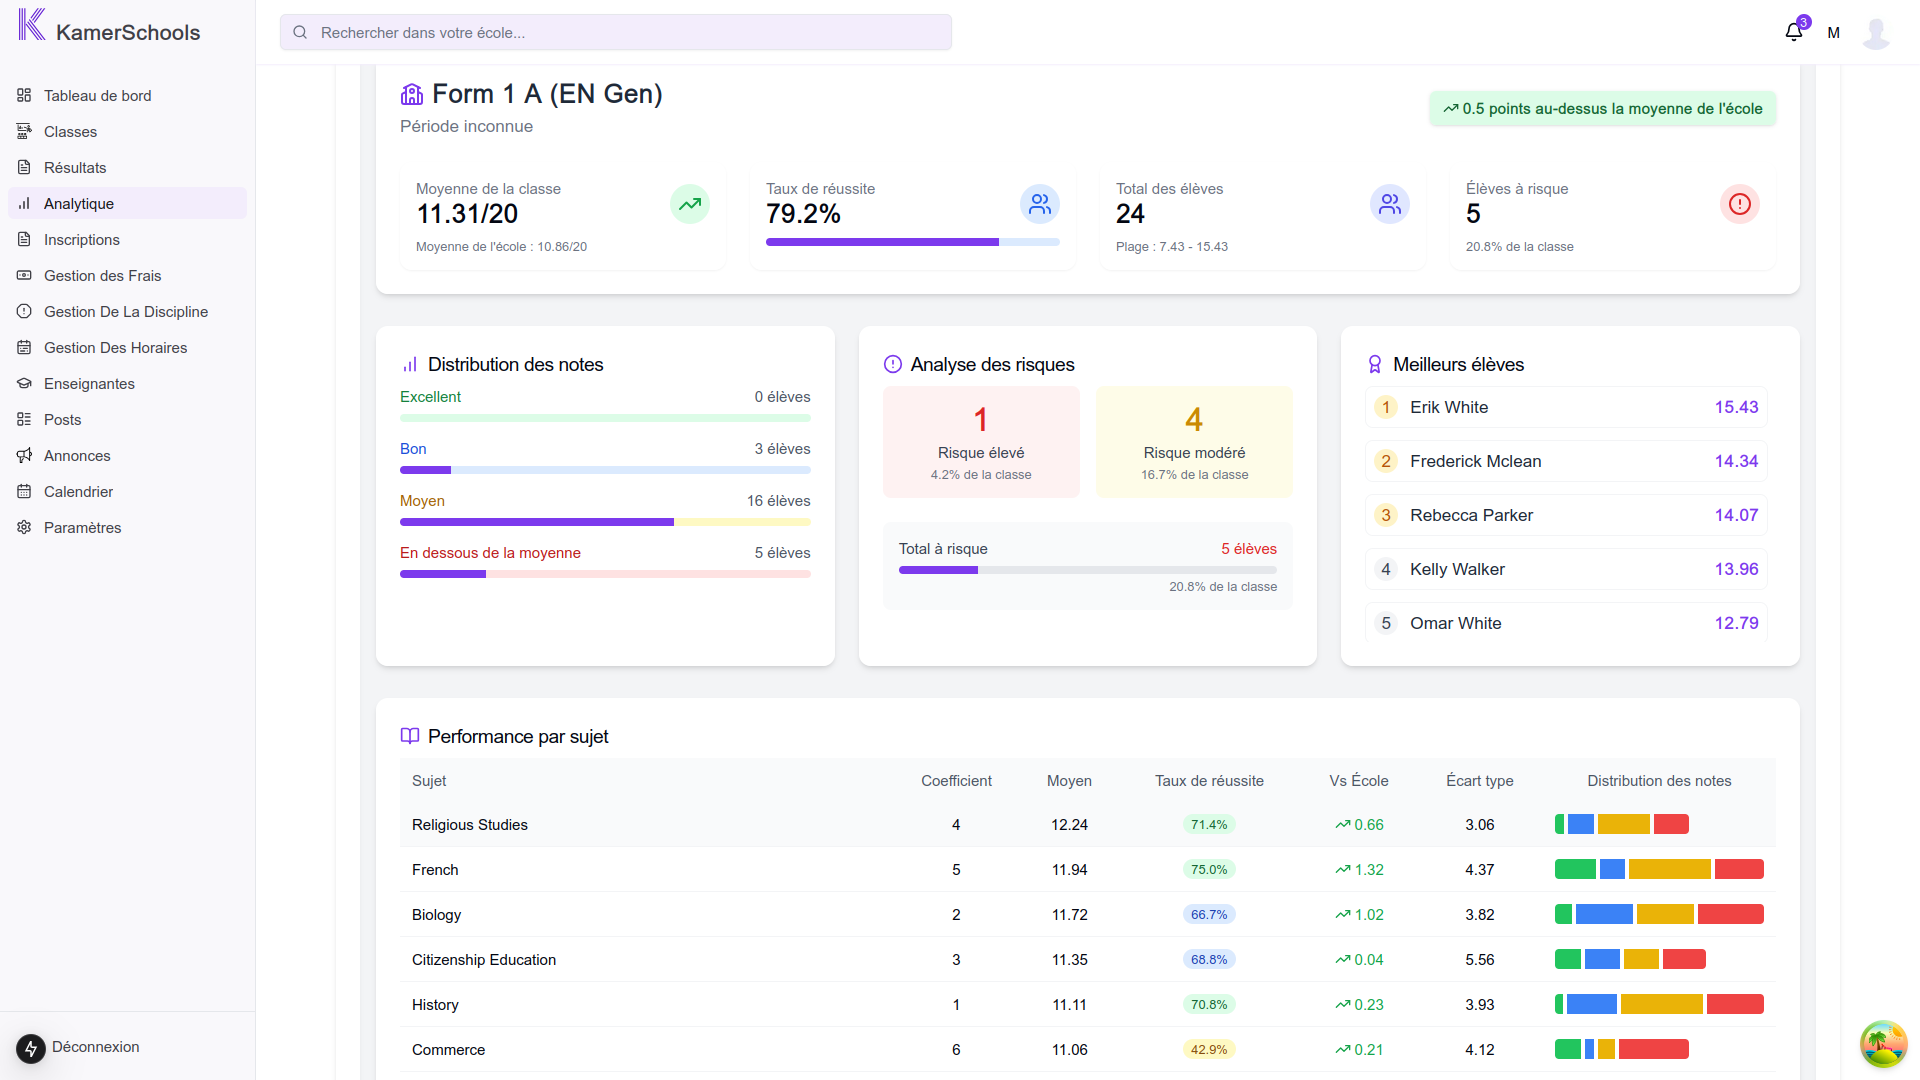 KamerSchools
Rechercher dans votre école...
3
M
Tableau de bord
Classes
Résultats
Analytique
Inscriptions
Gestion des Frais
Gestion De La Discipline
Gestion Des Horaires
Enseignantes
Posts
Annonces
Calendrier
Paramètres
Déconnexion
Form 1 A (EN Gen)
Période inconnue
0.5 points au-dessus la moyenne de l'école
Moyenne de la classe
11.31/20
Moyenne de l'école : 10.86/20
Taux de réussite
79.2%
Total des élèves
24
Plage : 7.43 - 15.43
Élèves à risque
5
20.8% de la classe
Distribution des notes
Excellent 0 élèves
Bon 3 élèves
Moyen 16 élèves
En dessous de la moyenne 5 élèves
Analyse des risques
1
Risque élevé
4.2% de la classe
4
Risque modéré
16.7% de la classe
Total à risque 5 élèves
20.8% de la classe
Meilleurs élèves
1 Erik White 15.43
2 Frederick Mclean 14.34
3 Rebecca Parker 14.07
4 Kelly Walker 13.96
5 Omar White 12.79
Performance par sujet
Sujet Coefficient Moyen Taux de réussite Vs École Écart type Distribution des notes
Religious Studies 4 12.24 71.4% 0.66 3.06
French 5 11.94 75.0% 1.32 4.37
Biology 2 11.72 66.7% 1.02 3.82
Citizenship Education 3 11.35 68.8% 0.04 5.56
History 1 11.11 70.8% 0.23 3.93
Commerce 6 11.06 42.9% 0.21 4.12